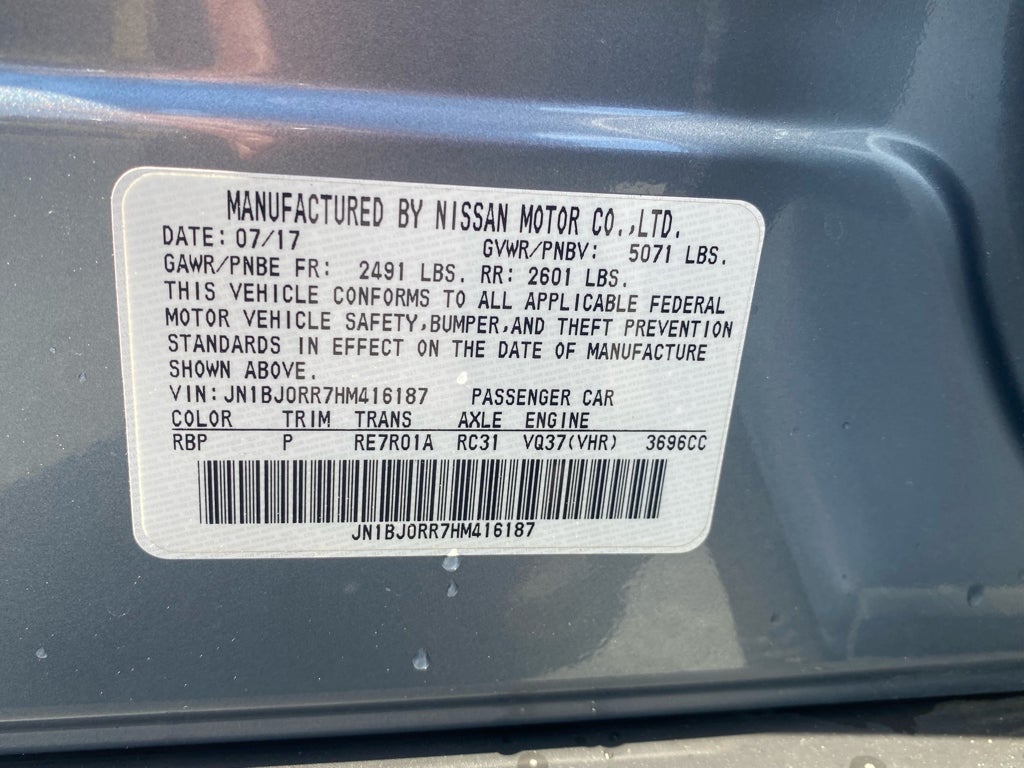 MANUFACTURED BY NISSAN MOTOR CO.,LTD.
DATE: 07/17 GVWR/PNBV: 5071 LBS.
GAWR/PNBE FR: 2491 LBS. RR: 2601 LBS.
THIS VEHICLE CONFORMS TO ALL APPLICABLE FEDERAL
MOTOR VEHICLE SAFETY,BUMPER,AND THEFT PREVENTION
STANDARDS IN EFFECT ON THE DATE OF MANUFACTURE
SHOWN ABOVE.
VIN:JN1BJ0RR7HM416187 PASSENGER CAR
COLOR TRIM TRANS AXLE ENGINE
RBP P RE7R01A RC31 VQ37(VHR) 3696CC
JN1BJ0RR7HM416187